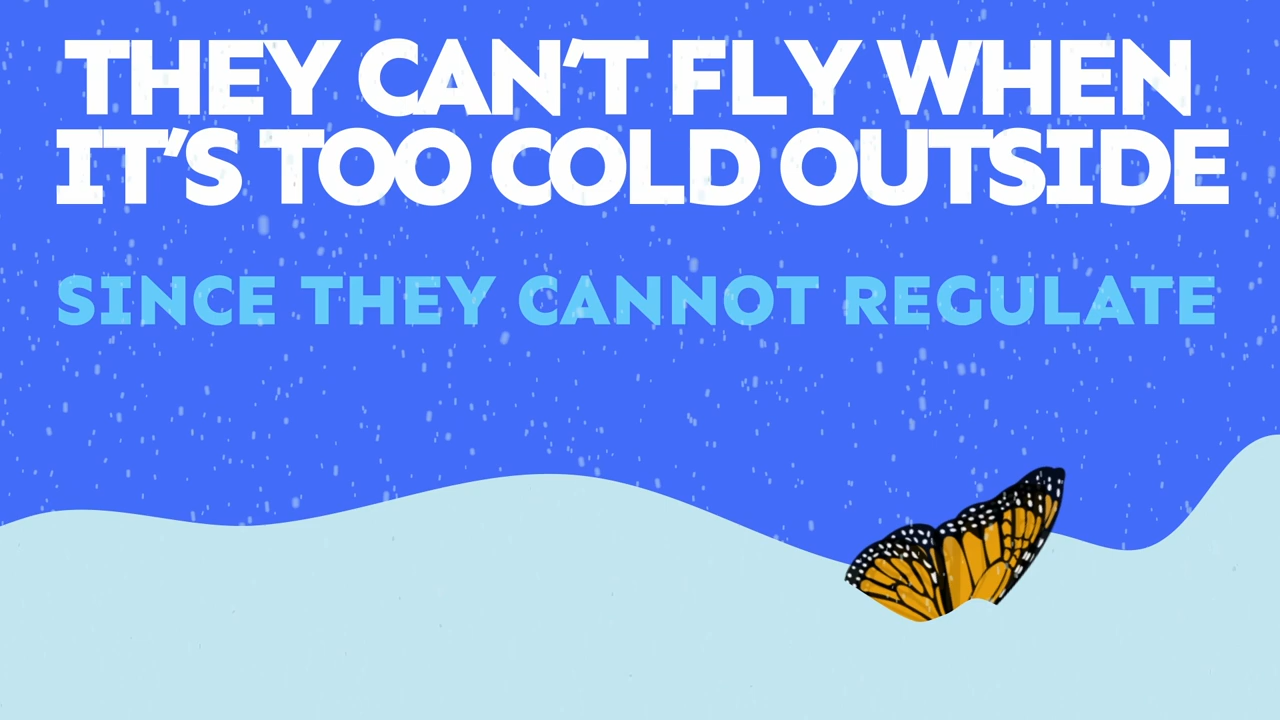 THEY CAN'T FLY WHEN
IT'S TOO COLD OUTSIDE
SINCE THEY CANNOT REGULATE